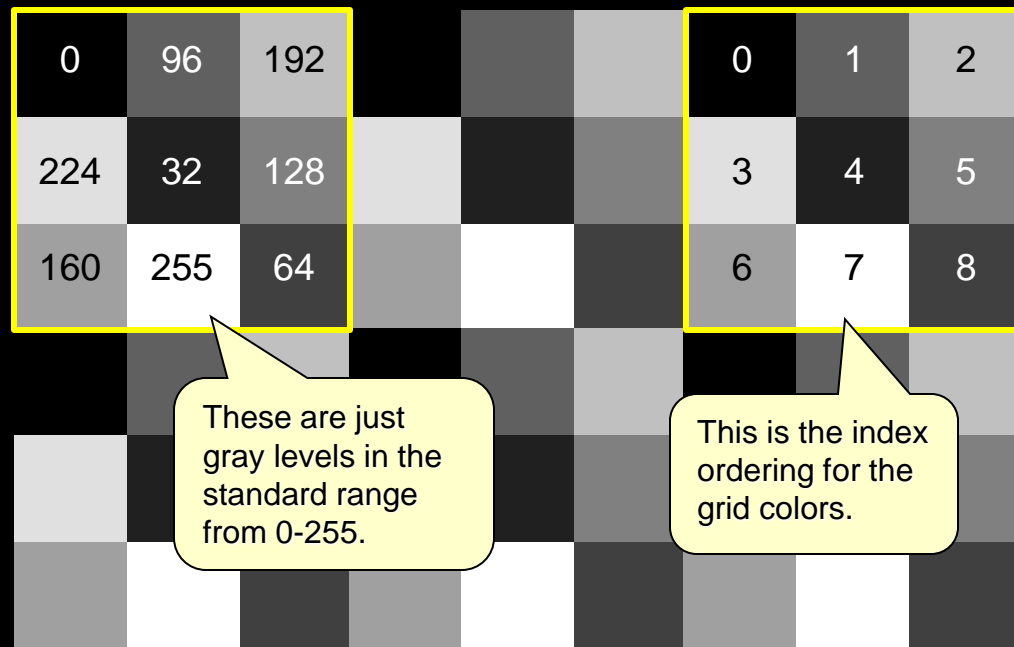 0 96 192
224 32 128
160 255 64
0 1 2
3 4 5
6 7 8
These are just
gray levels in the
standard range
from 0-255.
This is the index
ordering for the
grid colors.